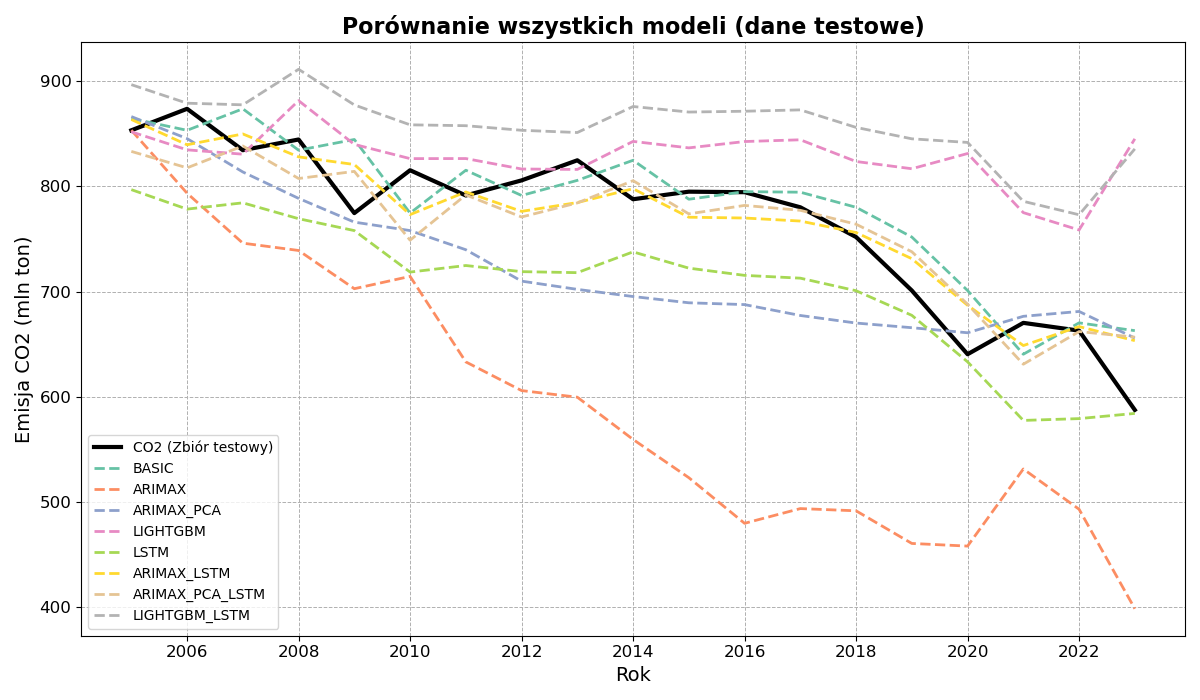 Porównanie wszystkich modeli (dane testowe)
Emisja CO2 (mln ton)
900
800
700
600
500
400
CO2 (Zbiór testowy)
BASIC
ARIMAX
ARIMAX_PCA
LIGHTGBM
LSTM
ARIMAX_LSTM
ARIMAX_PCA_LSTM
LIGHTGBM_LSTM
2006 2008 2010 2012 2014 2016 2018 2020 2022
Rok